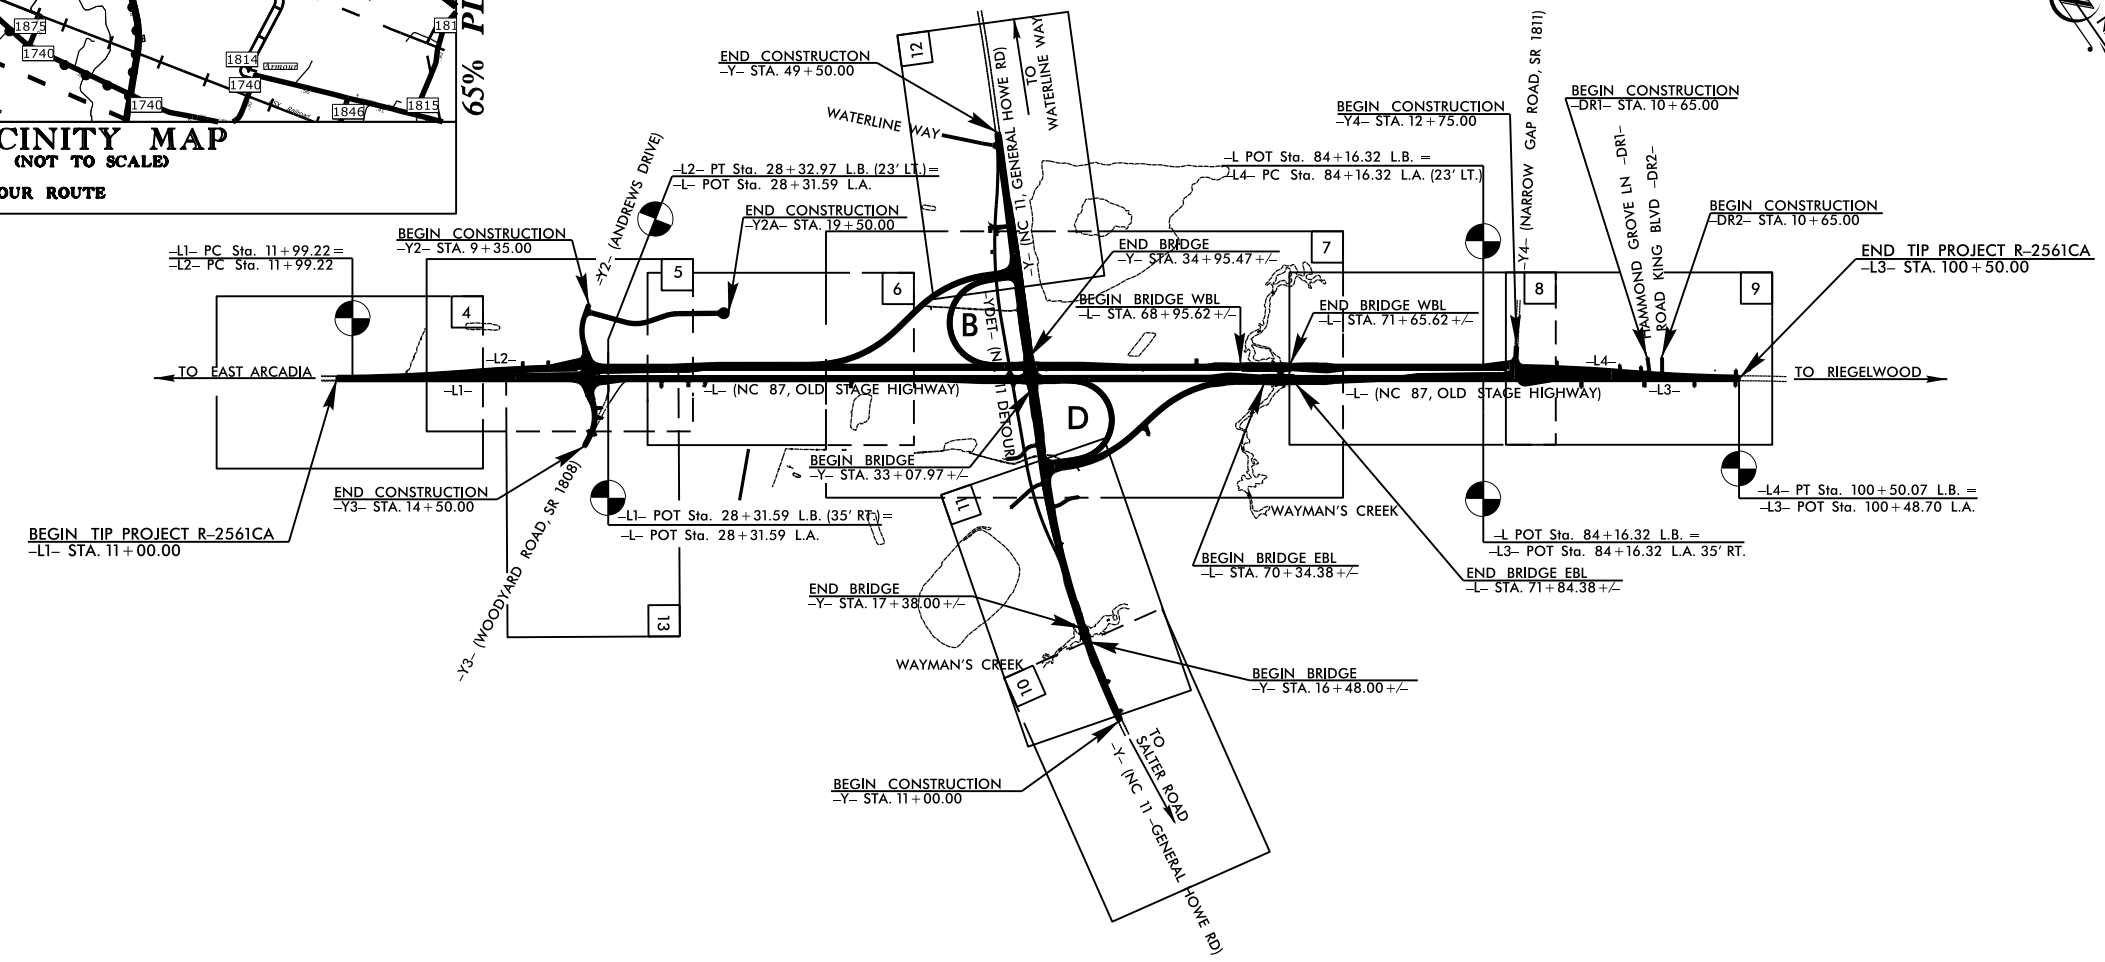 1875
1740
1814
Armour
1740
1740
1846
1815
181
65% PL
CINITY MAP
(NOT TO SCALE)
OUR ROUTE
END CONSTRUCTON
-Y- STA. 49+50.00
12
TO
WATERLINE WAY
-Y- (NC 11, GENERAL HOWE RD)
WATERLINE WAY
-Y2- (ANDREWS DRIVE)
-L2- PT Sta. 28+32.97 L.B. (23' LT.)=
-L- POT Sta. 28+31.59 L.A.
END CONSTRUCTION
-Y2A- STA. 19+50.00
BEGIN CONSTRUCTION
-Y2- STA. 9+35.00
-L1- PC Sta. 11+99.22=
-L2- PC Sta. 11+99.22
-L POT Sta. 84+16.32 L.B. =
-L4- PC Sta. 84+16.32 L.A. (23' LT.)
BEGIN CONSTRUCTION
-Y4- STA. 12+75.00
-Y4- (NARROW GAP ROAD, SR 1811)
BEGIN CONSTRUCTION
-DR1- STA. 10+65.00
HAMMOND GROVE LN -DR1-
ROAD KING BLVD -DR2-
BEGIN CONSTRUCTION
-DR2- STA. 10+65.00
END TIP PROJECT R-2561CA
-L3- STA. 100+50.00
END BRIDGE
-Y- STA. 34+95.47 +/-
7
BEGIN BRIDGE WBL
-L- STA. 68+95.62 +/-
END BRIDGE WBL
-L- STA. 71+65.62 +/-
4
5
6
8
9
B
D
-YDET- (NC 11 DETOUR)
TO EAST ARCADIA
-L2-
-L1-
-L- (NC 87, OLD STAGE HIGHWAY)
-L- (NC 87, OLD STAGE HIGHWAY)
-L4-
-L3-
TO RIEGELWOOD
BEGIN BRIDGE
-Y- STA. 33+07.97 +/-
END CONSTRUCTION
-Y3- STA. 14+50.00
-Y3- (WOODYARD ROAD, SR 1808)
-L1- POT Sta. 28+31.59 L.B. (35' RT.)=
-L- POT Sta. 28+31.59 L.A.
BEGIN TIP PROJECT R-2561CA
-L1- STA. 11+00.00
11
WAYMAN'S CREEK
-L4- PT Sta. 100+50.07 L.B. =
-L3- POT Sta. 100+48.70 L.A.
-L POT Sta. 84+16.32 L.B. =
-L3- POT Sta. 84+16.32 L.A. 35' RT.
BEGIN BRIDGE EBL
-L- STA. 70+34.38 +/-
END BRIDGE EBL
-L- STA. 71+84.38 +/-
END BRIDGE
-Y- STA. 17+38.00 +/-
13
WAYMAN'S CREEK
10
BEGIN BRIDGE
-Y- STA. 16+48.00 +/-
BEGIN CONSTRUCTION
-Y- STA. 11+00.00
TO
SALTER ROAD
-Y- (NC 11 -GENERAL HOWE RD)